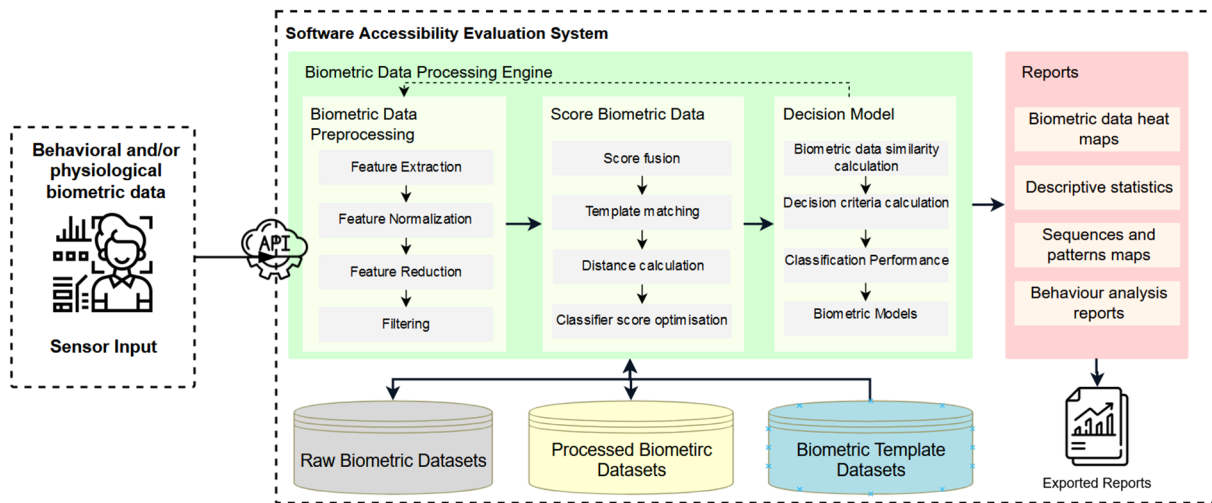 Software Accessibility Evaluation System
Behavioral and/or
physiological
biometric data
Sensor Input
API
Biometric Data Processing Engine
Biometric Data
Preprocessing
Feature Extraction
Feature Normalization
Feature Reduction
Filtering
Score Biometric Data
Score fusion
Template matching
Distance calculation
Classifier score optimisation
Decision Model
Biometric data similarity
calculation
Decision criteria calculation
Classification Performance
Biometric Models
Reports
Biometric data heat
maps
Descriptive statistics
Sequences and
patterns maps
Behaviour analysis
reports
Raw Biometric Datasets
Processed Biometirc
Datasets
Biometric Template
Datasets
Exported Reports